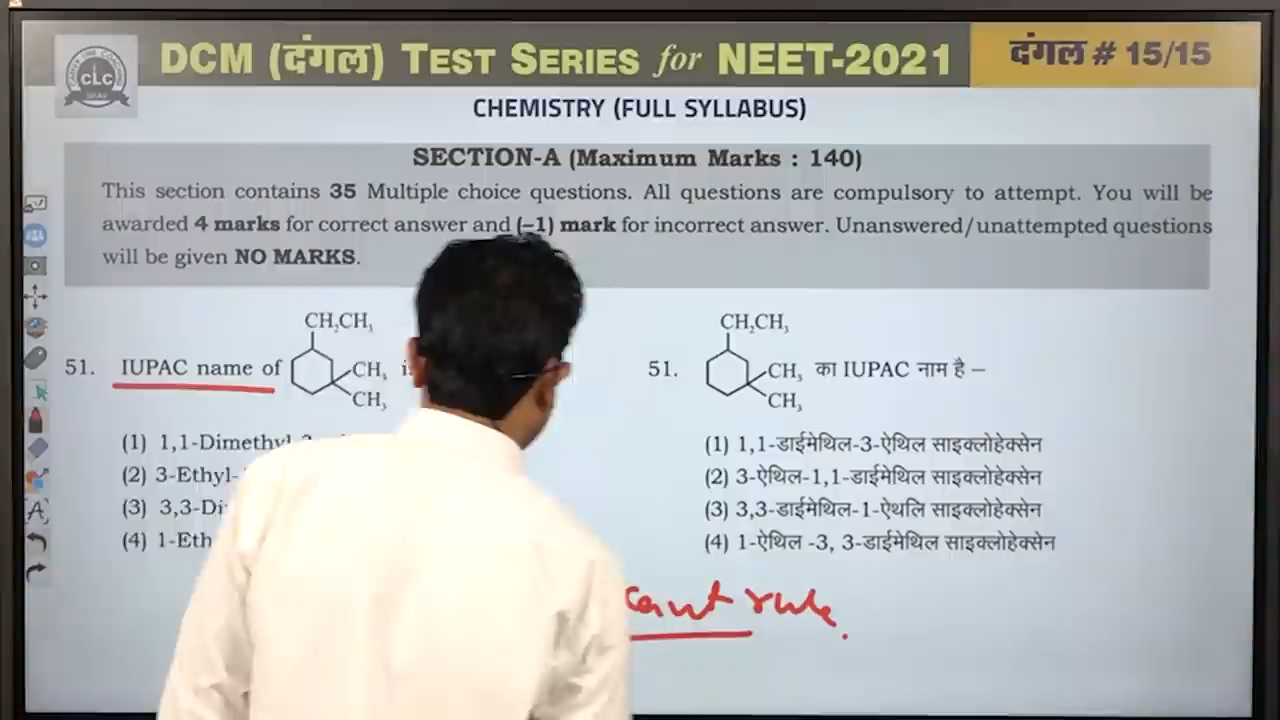 DCM (दंगल) TEST SERIES for NEET-2021
दंगल # 15/15
CLC
CHEMISTRY (FULL SYLLABUS)
SECTION-A (Maximum Marks : 140)
This section contains 35 Multiple choice questions. All questions are compulsory to attempt. You will be
awarded 4 marks for correct answer and (–1) mark for incorrect answer. Unanswered/unattempted questions
will be given NO MARKS.
CH₂CH₃
51. IUPAC name of
CH₃
CH₃
(1) 1,1-Dimethyl
(2) 3-Ethyl-
(3) 3,3-Di
(4) 1-Eth
CH₂CH₃
51.
CH₃ का IUPAC नाम है –
CH₃
(1) 1,1-डाईमेथिल-3-ऐथिल साइक्लोहेक्सेन
(2) 3-ऐथिल-1,1-डाईमेथिल साइक्लोहेक्सेन
(3) 3,3-डाईमेथिल-1-ऐथलि साइक्लोहेक्सेन
(4) 1-ऐथिल -3, 3-डाईमेथिल साइक्लोहेक्सेन
rule